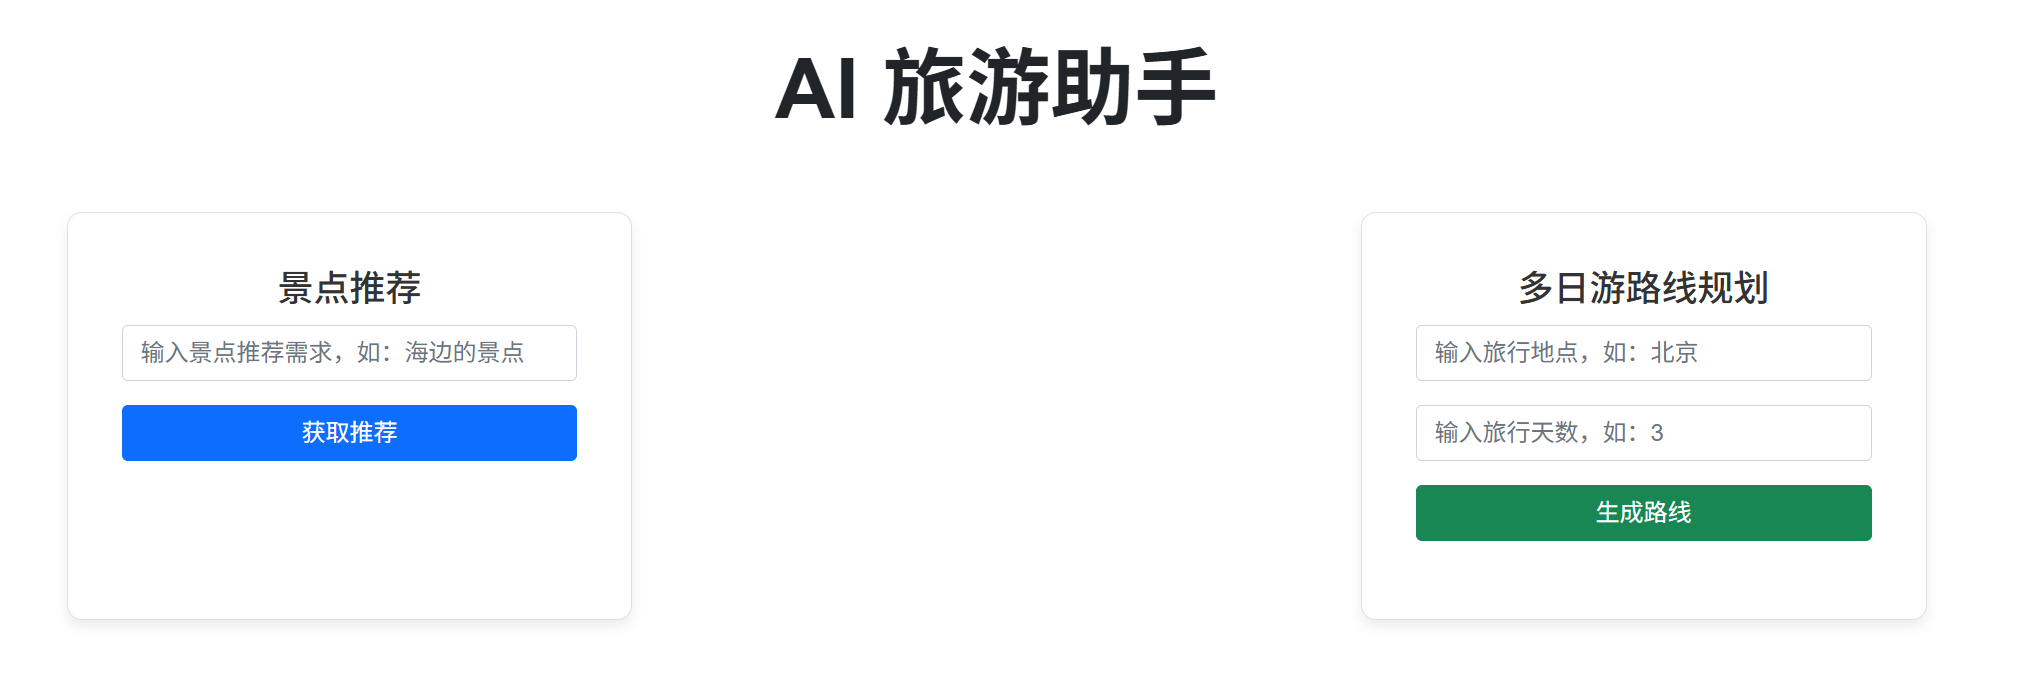 AI 旅游助手
景点推荐
输入景点推荐需求，如：海边的景点
获取推荐
多日游路线规划
输入旅行地点，如：北京
输入旅行天数，如：3
生成路线